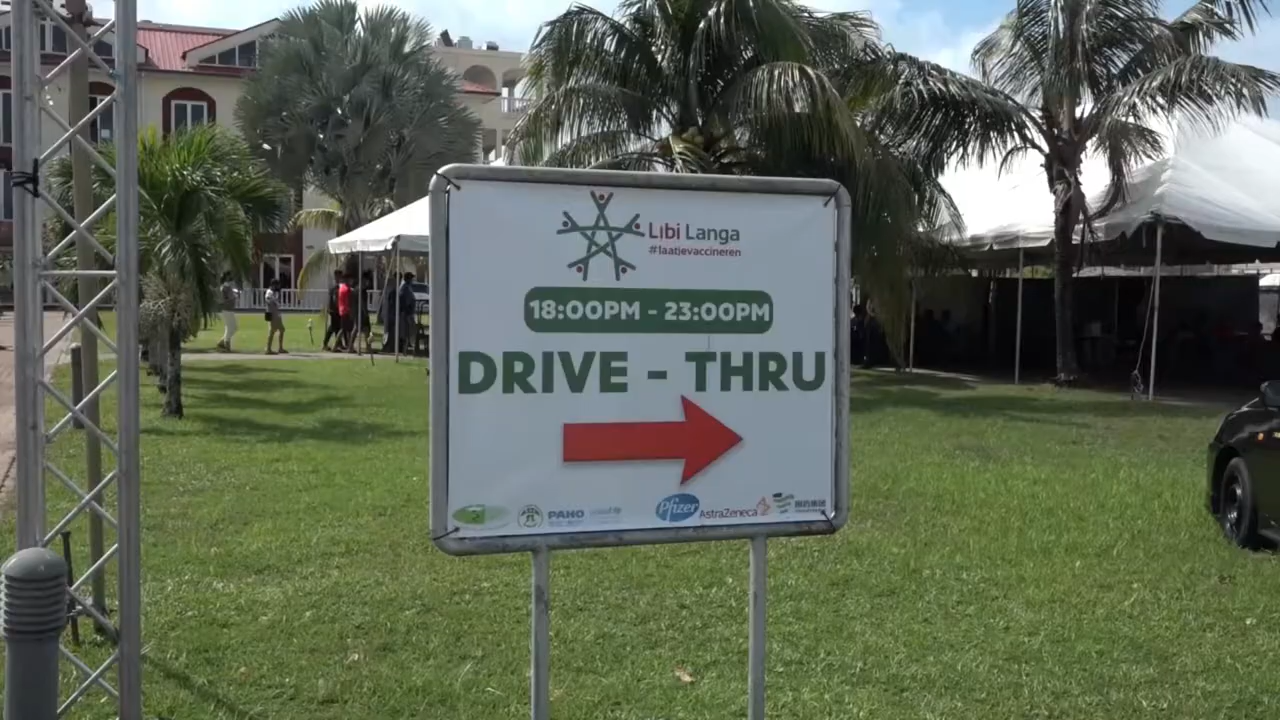 Libi Langa
#laatjevaccineren
18:00PM - 23:00PM
DRIVE - THRU
PAHO
Pfizer
AstraZeneca